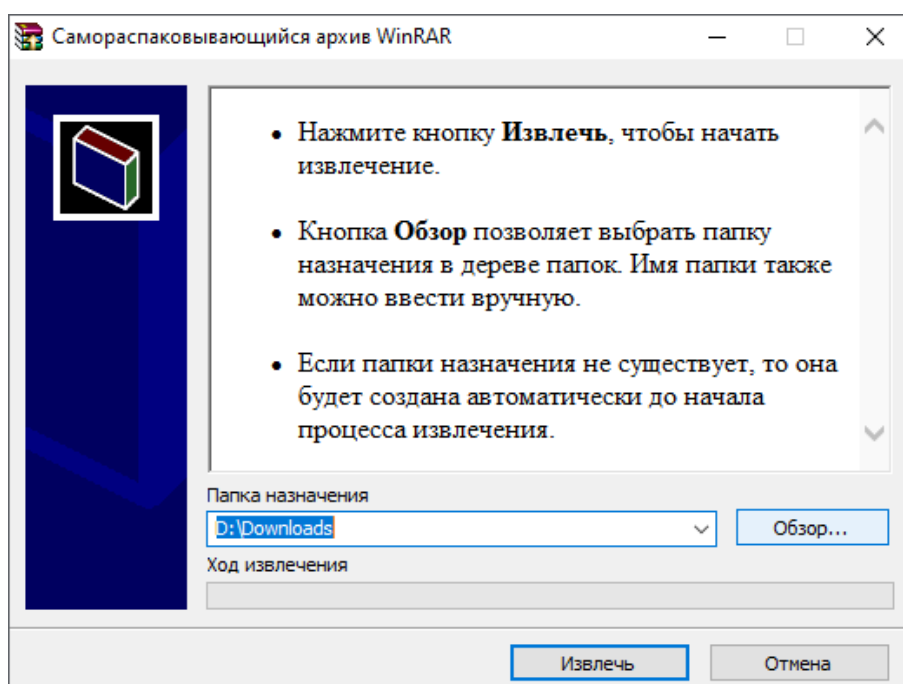 Самораспаковывающийся архив WinRAR
• Нажмите кнопку Извлечь, чтобы начать
извлечение.
• Кнопка Обзор позволяет выбрать папку
назначения в дереве папок. Имя папки также
можно ввести вручную.
• Если папки назначения не существует, то она
будет создана автоматически до начала
процесса извлечения.
Папка назначения
D:\Downloads
Обзор...
Ход извлечения
Извлечь
Отмена